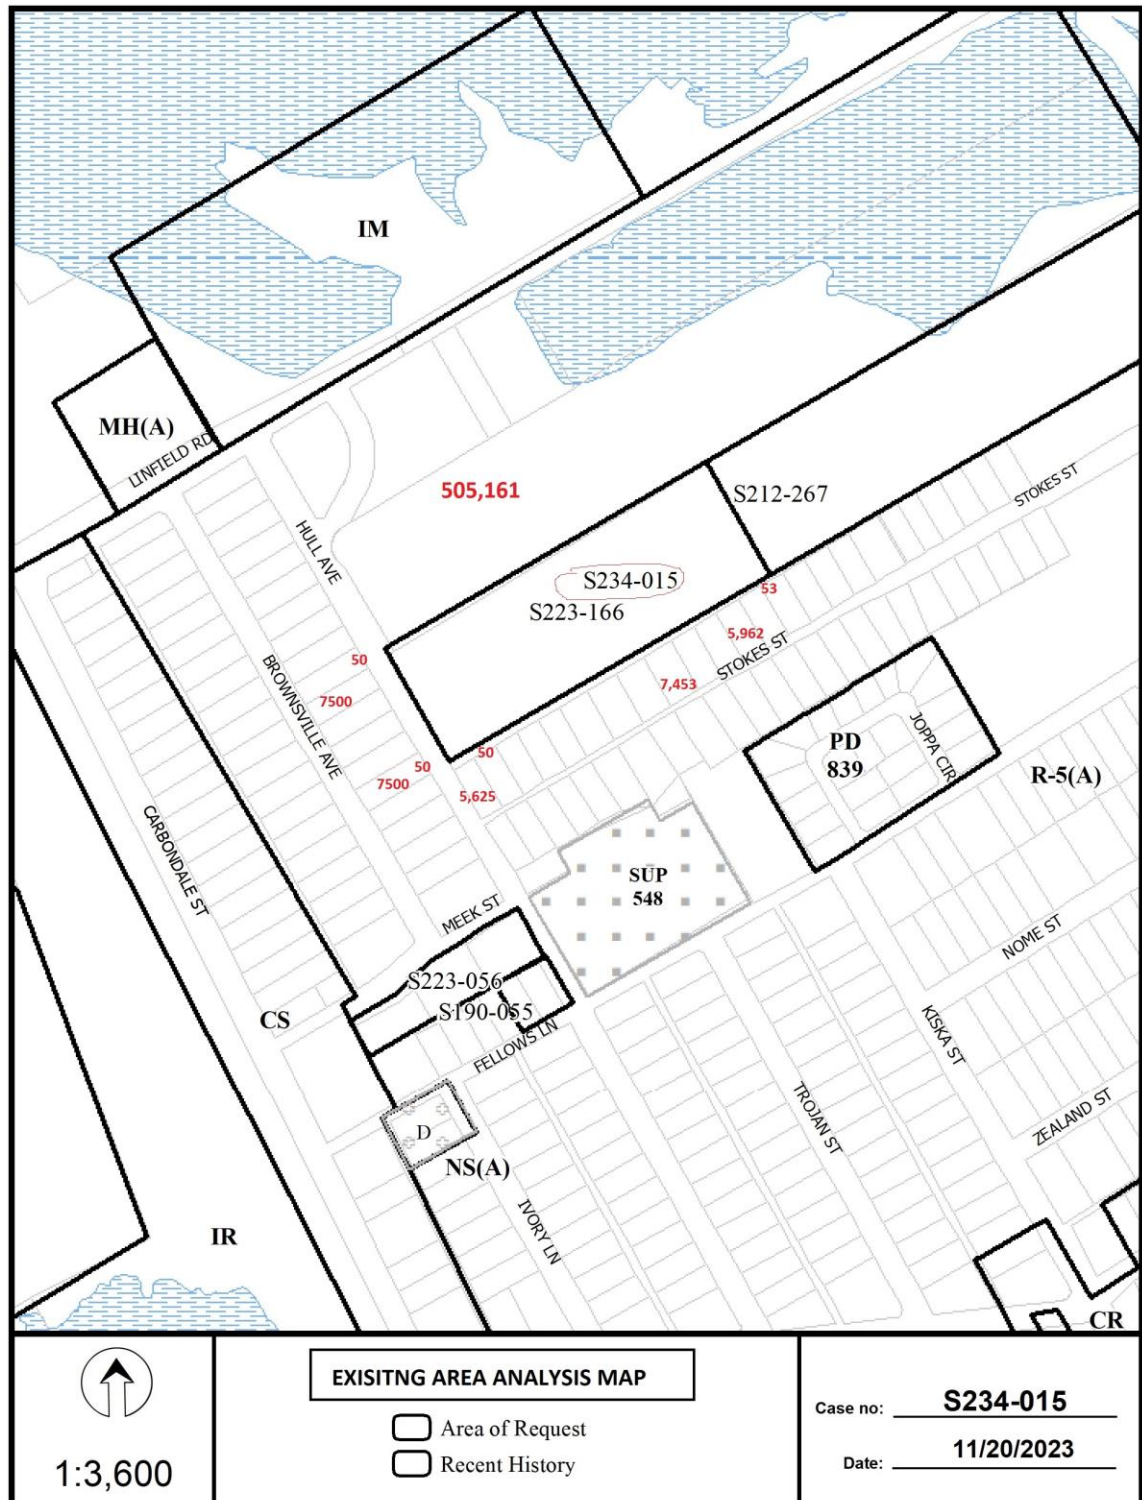 IM
MH(A)
LINFIELD RD
505,161
HULL AVE
S212-267
STOKES ST
S234-015
S223-166
53
5,962
STOKES ST
50
7500
7,453
BROWNSVILLE AVE
50
50
7500
5,625
PD
839
JOPPA CIR
R-5(A)
CARBONDALE ST
SUP
548
MEEK ST
NOME ST
S223-056
S190-055
CS
FELLOWS LN
KISKA ST
TROJAN ST
ZEALAND ST
D
NS(A)
IVORY LN
IR
CR
1:3,600
EXISITNG AREA ANALYSIS MAP
Area of Request
Recent History
Case no: S234-015
Date: 11/20/2023